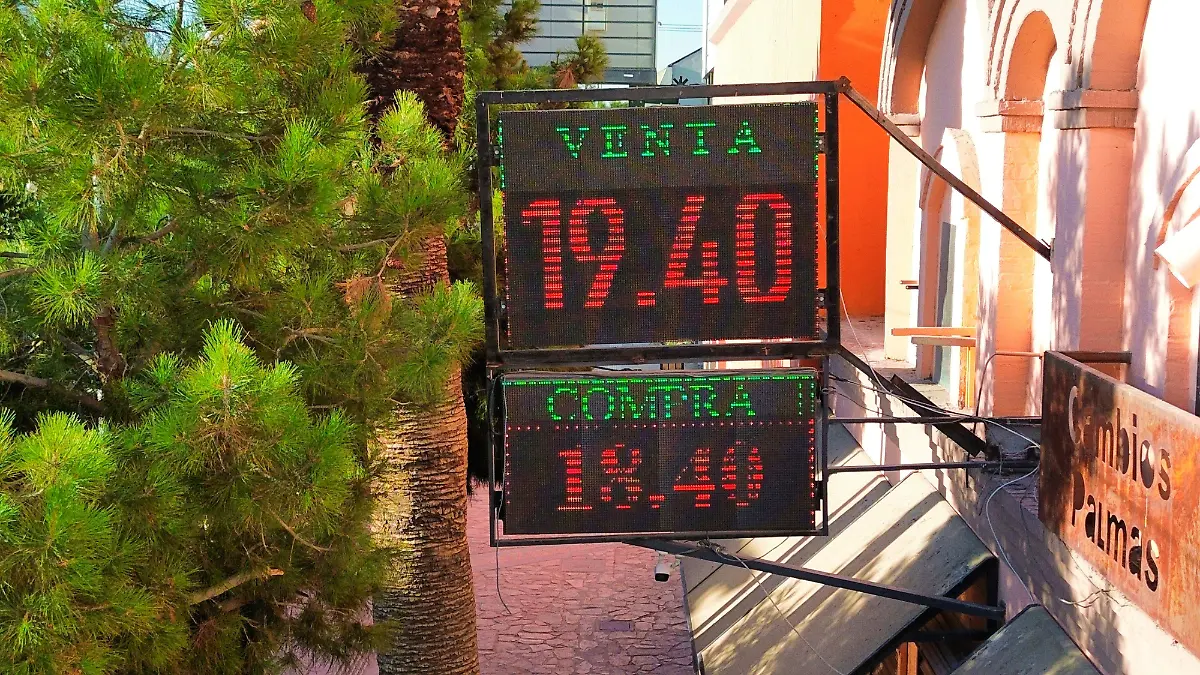 VENTA
19.40
COMPRA
18.40
Cambios
Palmas